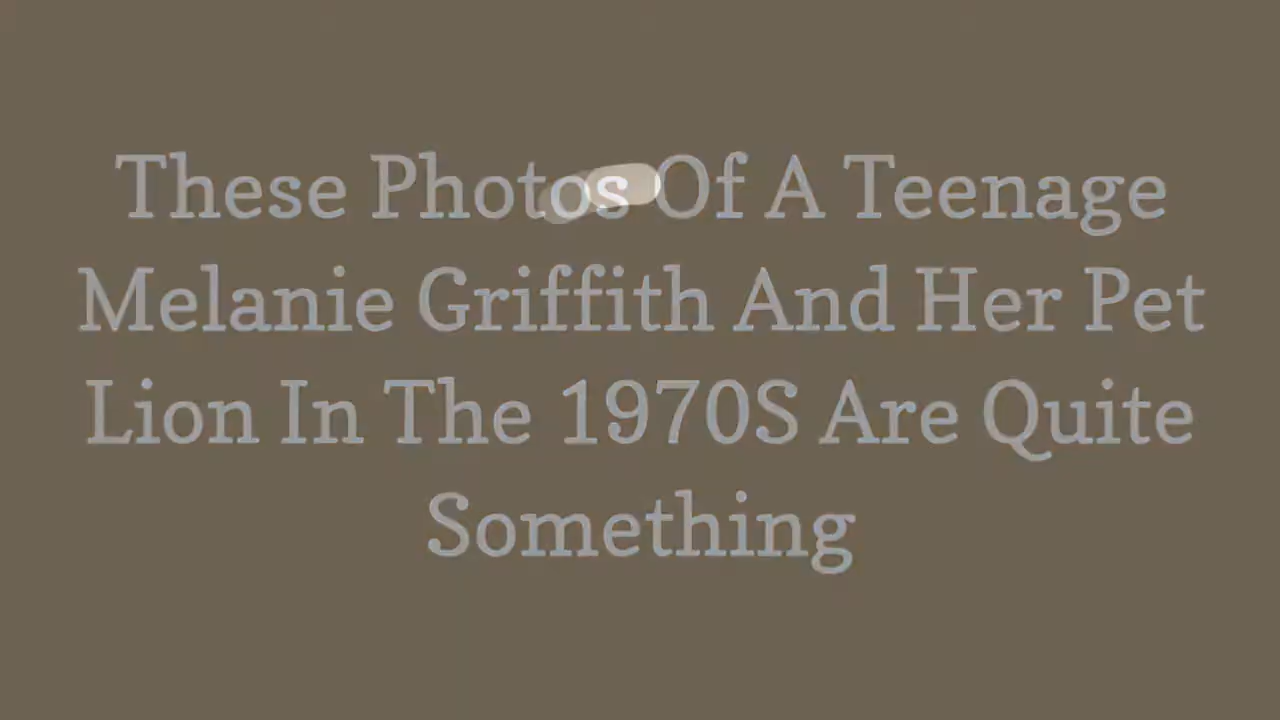 These Photos Of A Teenage
Melanie Griffith And Her Pet
Lion In The 1970S Are Quite
Something